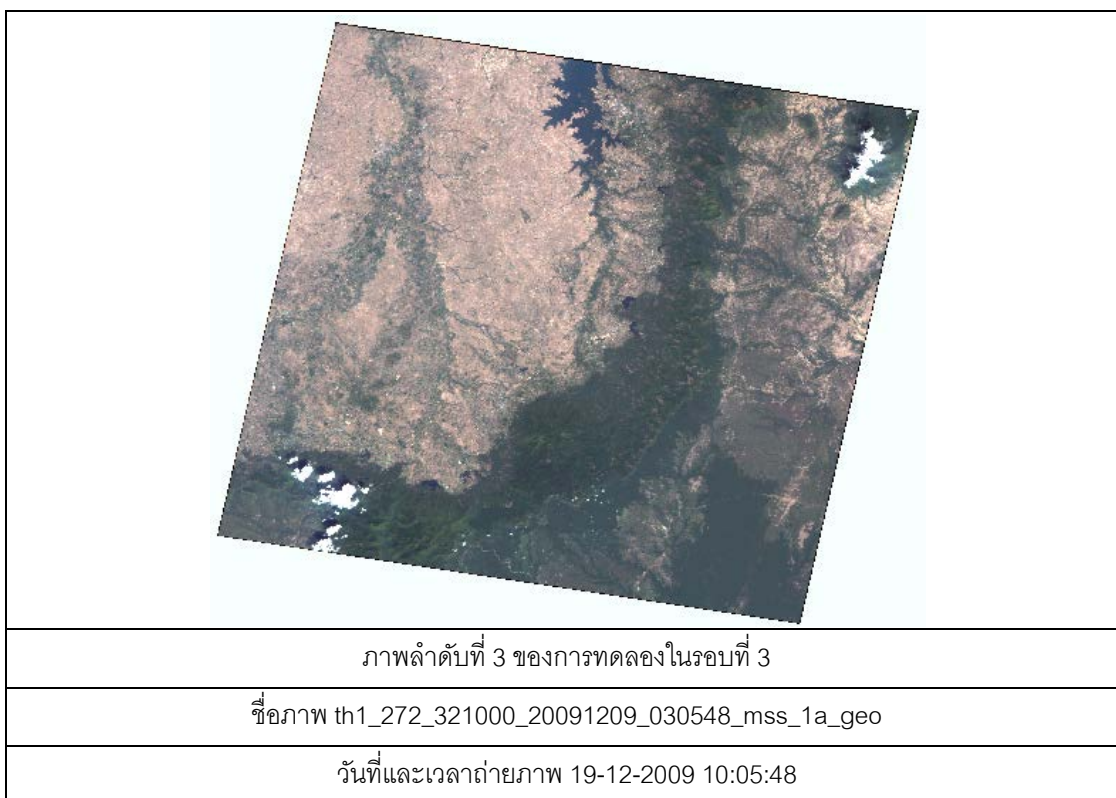 ภาพลำดับที่ 3 ของการทดลองในรอบที่ 3
ชื่อภาพ th1_272_321000_20091209_030548_mss_1a_geo
วันที่และเวลาถ่ายภาพ 19-12-2009 10:05:48